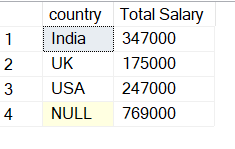 country Total Salary
1 India 347000
2 UK 175000
3 USA 247000
4 NULL 769000